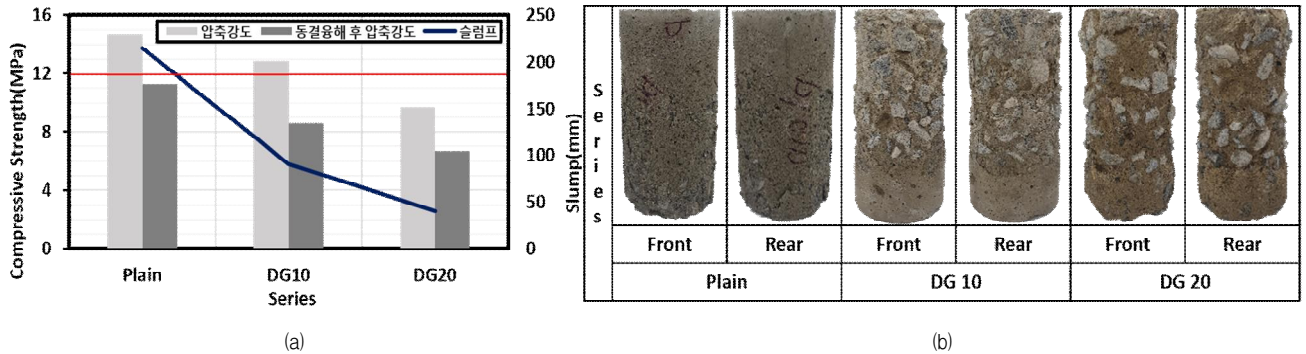 16
12
8
4
0
Compressive Strength(MPa)
압축강도 동결융해 후 압축강도 슬럼프
250
200
150
100
50
0
Slump(mm)
Plain DG10 DG20
Series
(a)
Series
Front Rear Front Rear Front Rear
Plain DG 10 DG 20
(b)